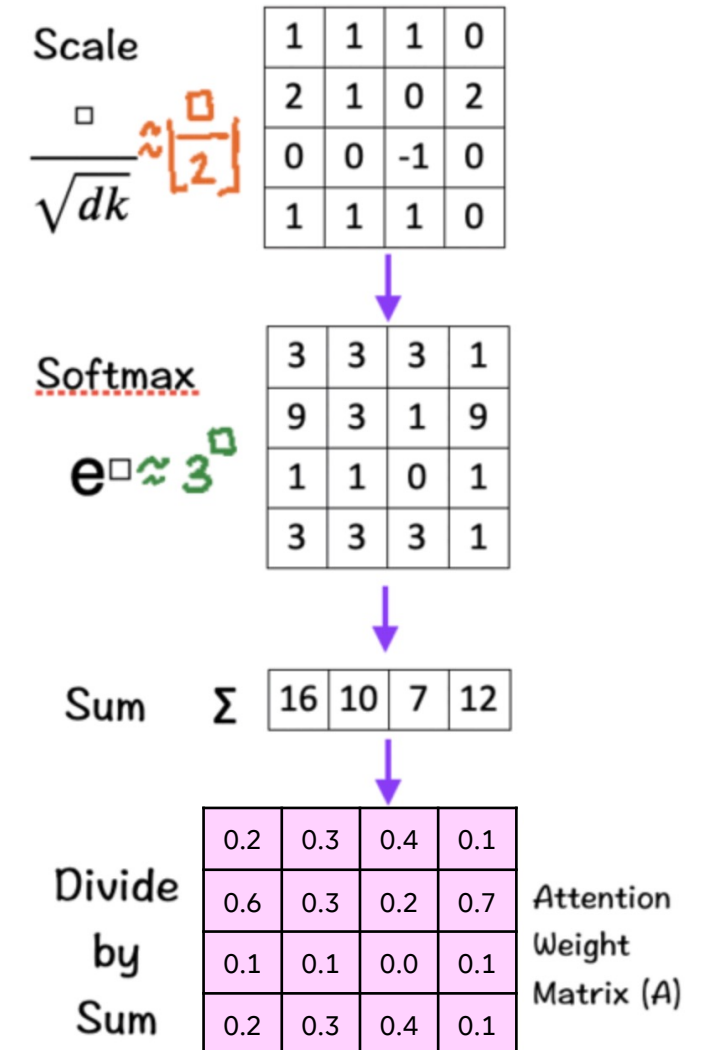 Scale
□/√dk ≈ ⌊□/2⌋
1 1 1 0
2 1 0 2
0 0 -1 0
1 1 1 0
Softmax
e□ ≈ 3□
3 3 3 1
9 3 1 9
1 1 0 1
3 3 3 1
Sum Σ 16 10 7 12
Divide
by
Sum
0.2 0.3 0.4 0.1
0.6 0.3 0.2 0.7
0.1 0.1 0.0 0.1
0.2 0.3 0.4 0.1
Attention
Weight
Matrix (A)